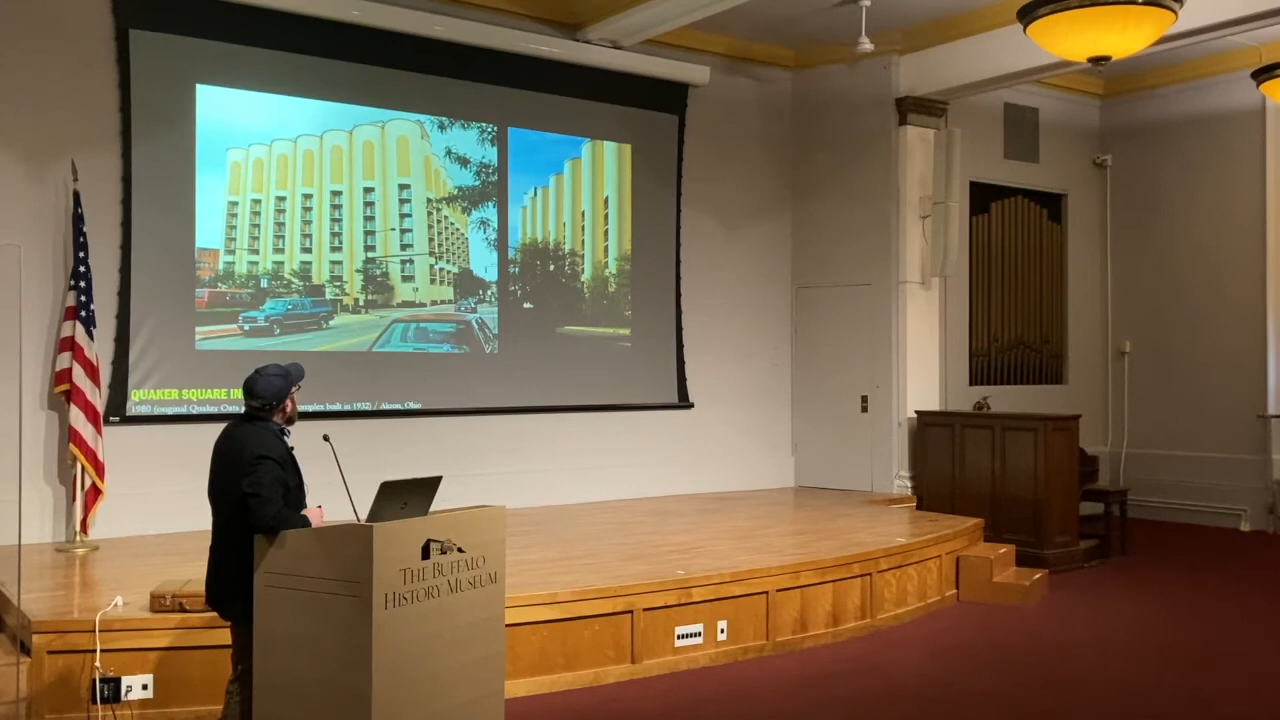 QUAKER SQUARE IN
1980 (original Quaker Oats complex built in 1932) / Akron, Ohio
THE BUFFALO
HISTORY MUSEUM